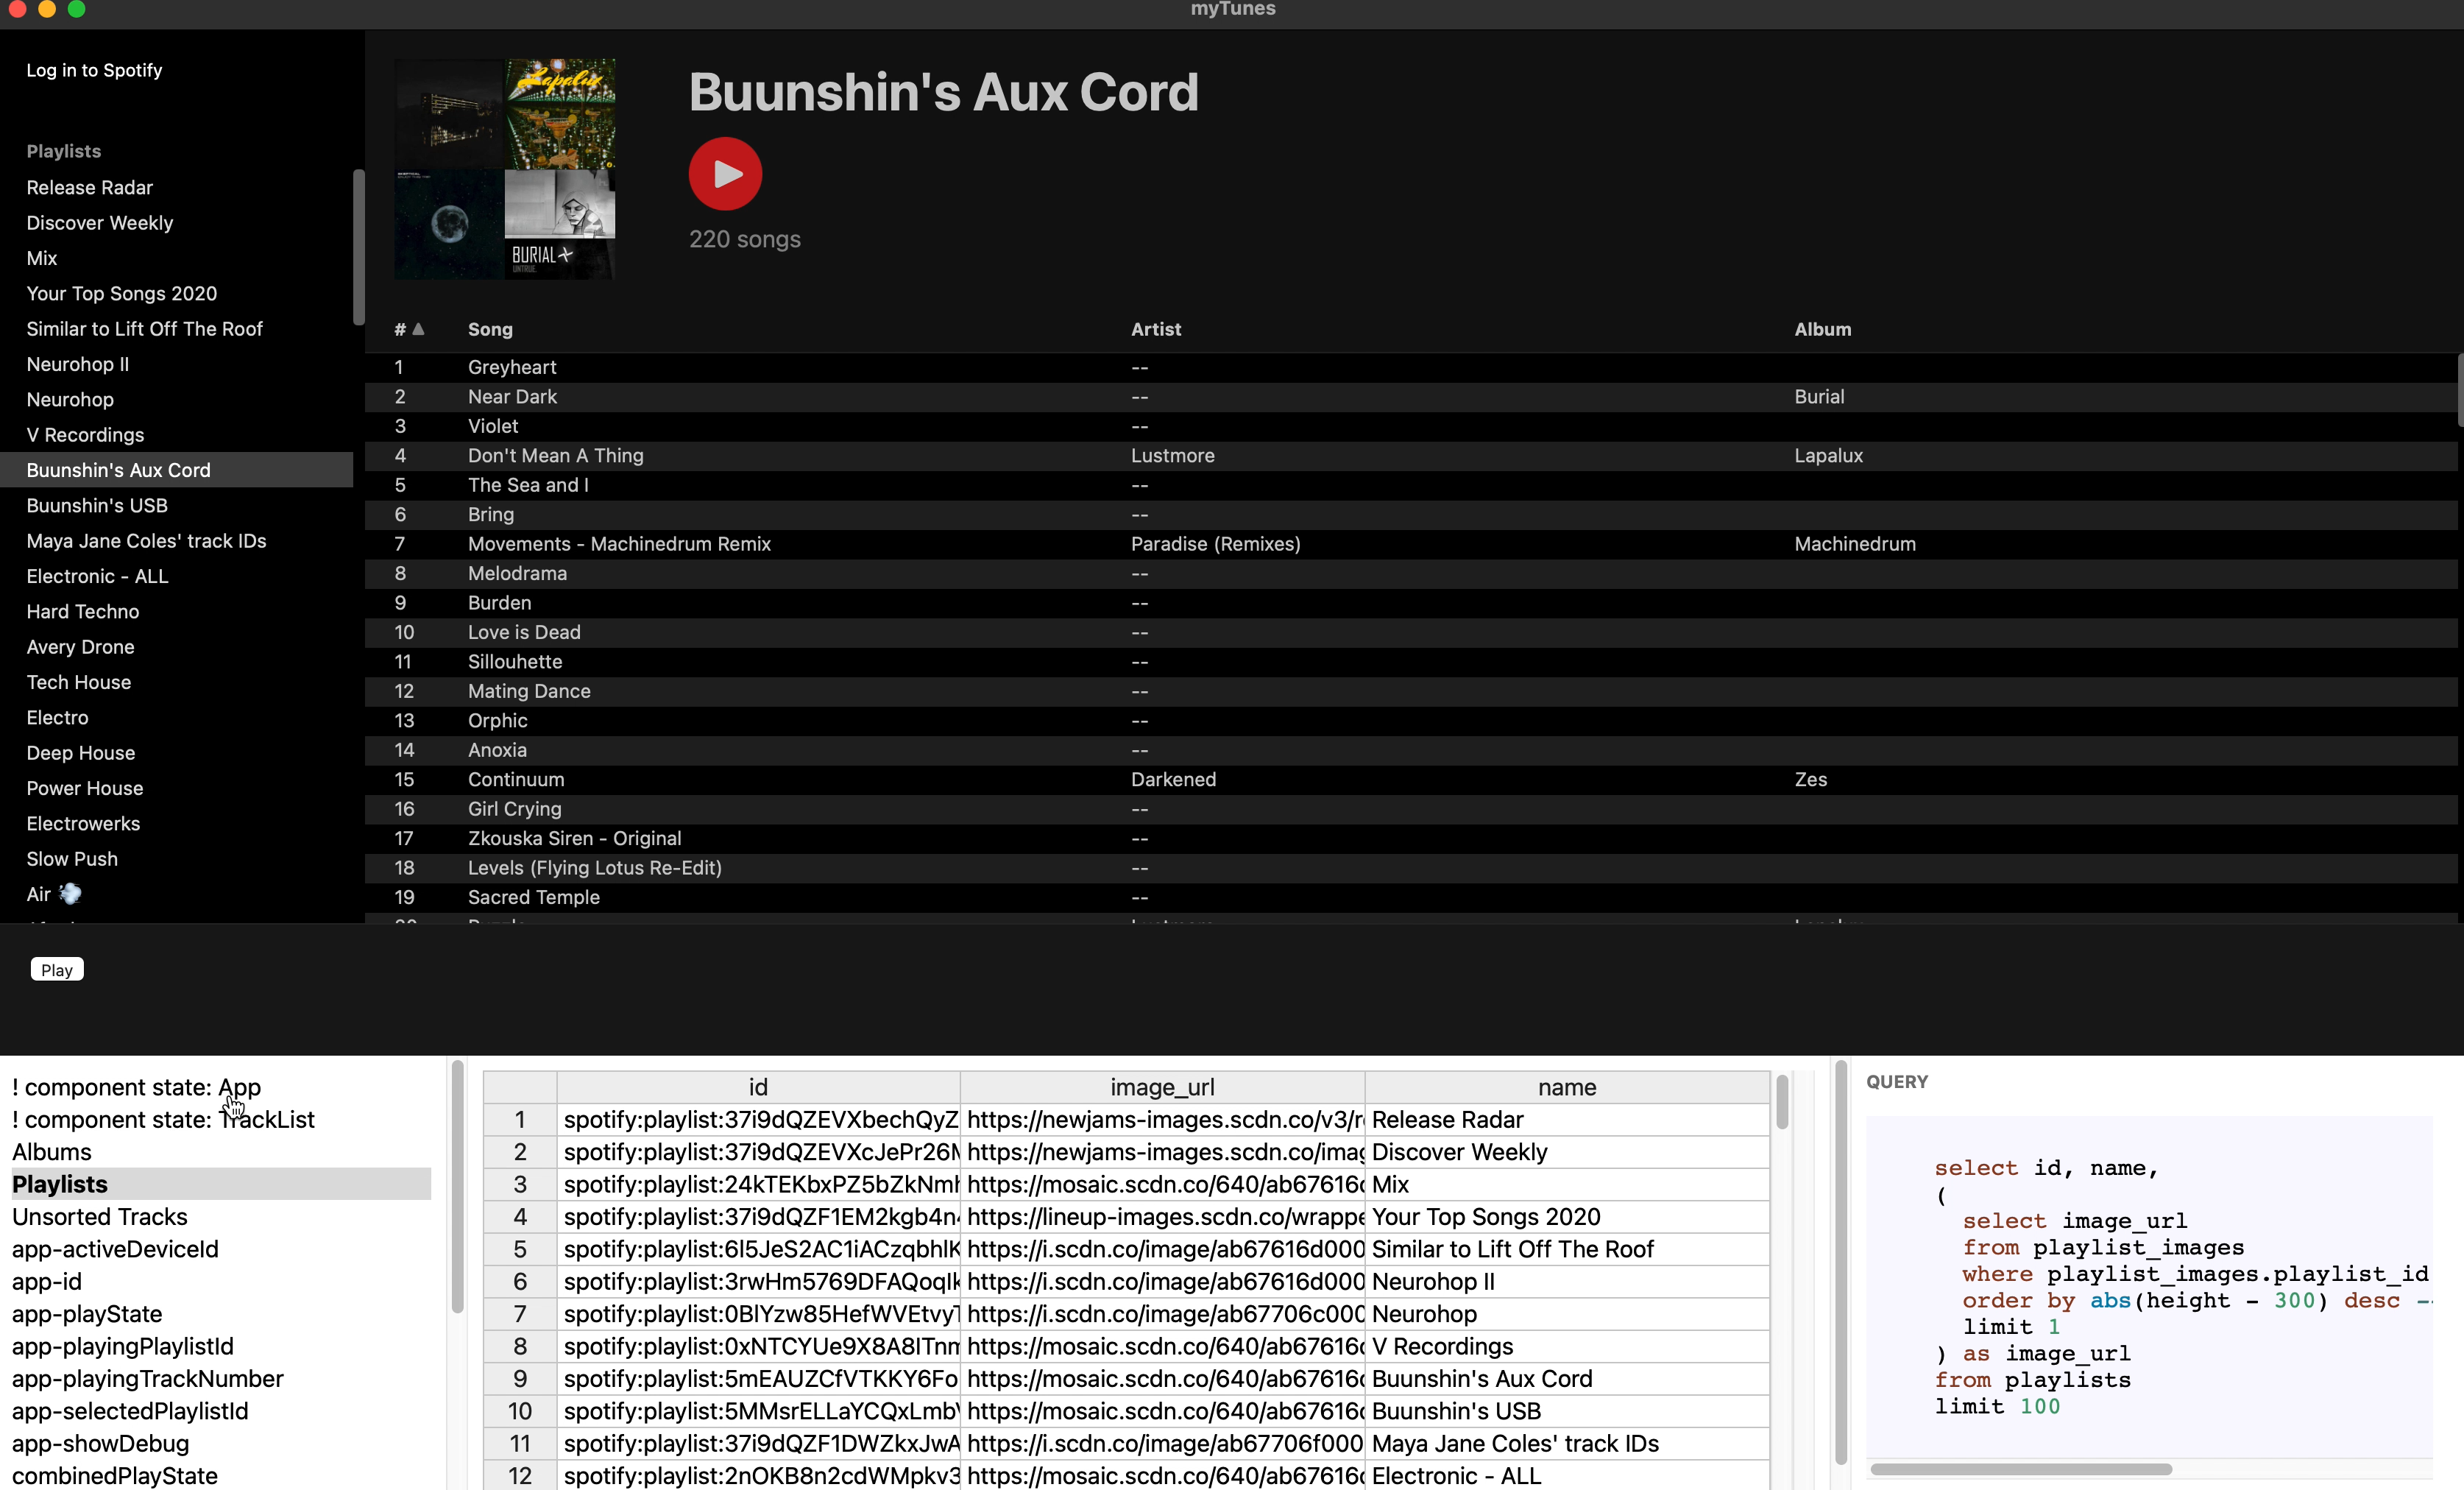 myTunes
Log in to Spotify
Playlists
Release Radar
Discover Weekly
Mix
Your Top Songs 2020
Similar to Lift Off The Roof
Neurohop II
Neurohop
V Recordings
Buunshin's Aux Cord
Buunshin's USB
Maya Jane Coles' track IDs
Electronic - ALL
Hard Techno
Avery Drone
Tech House
Electro
Deep House
Power House
Electrowerks
Slow Push
Air 💨
Lapalux
BURIAL
UNTRUE
Buunshin's Aux Cord
220 songs
# ▲ Song Artist Album
1 Greyheart --
2 Near Dark -- Burial
3 Violet --
4 Don't Mean A Thing Lustmore Lapalux
5 The Sea and I --
6 Bring --
7 Movements - Machinedrum Remix Paradise (Remixes) Machinedrum
8 Melodrama --
9 Burden --
10 Love is Dead --
11 Sillouhette --
12 Mating Dance --
13 Orphic --
14 Anoxia --
15 Continuum Darkened Zes
16 Girl Crying --
17 Zkouska Siren - Original --
18 Levels (Flying Lotus Re-Edit) --
19 Sacred Temple --
Play
! component state: App
! component state: TrackList
Albums
Playlists
Unsorted Tracks
app-activeDeviceId
app-id
app-playState
app-playingPlaylistId
app-playingTrackNumber
app-selectedPlaylistId
app-showDebug
combinedPlayState
id image_url name
1 spotify:playlist:37i9dQZEVXbechQyZ https://newjams-images.scdn.co/v3/r Release Radar
2 spotify:playlist:37i9dQZEVXcJePr26 https://newjams-images.scdn.co/imag Discover Weekly
3 spotify:playlist:24kTEKbxPZ5bZkNm https://mosaic.scdn.co/640/ab67616 Mix
4 spotify:playlist:37i9dQZF1EM2kgb4n https://lineup-images.scdn.co/wrappe Your Top Songs 2020
5 spotify:playlist:6I5JeS2AC1iACzqbhlK https://i.scdn.co/image/ab67616d000 Similar to Lift Off The Roof
6 spotify:playlist:3rwHm5769DFAQoqlk https://i.scdn.co/image/ab67616d000 Neurohop II
7 spotify:playlist:0BIYzw85HefWVEtvy https://i.scdn.co/image/ab67706c000 Neurohop
8 spotify:playlist:0xNTCYUe9X8A8ITnm https://mosaic.scdn.co/640/ab67616 V Recordings
9 spotify:playlist:5mEAUZCfVTKKY6Fo https://mosaic.scdn.co/640/ab67616 Buunshin's Aux Cord
10 spotify:playlist:5MMsrELLaYCQxLmb https://mosaic.scdn.co/640/ab67616 Buunshin's USB
11 spotify:playlist:37i9dQZF1DWZkxJwA https://i.scdn.co/image/ab67706f000 Maya Jane Coles' track IDs
12 spotify:playlist:2nOKB8n2cdWMpkv3 https://mosaic.scdn.co/640/ab67616 Electronic - ALL
QUERY
select id, name,
(
select image_url
from playlist_images
where playlist_images.playlist_id
order by abs(height - 300) desc -
limit 1
) as image_url
from playlists
limit 100